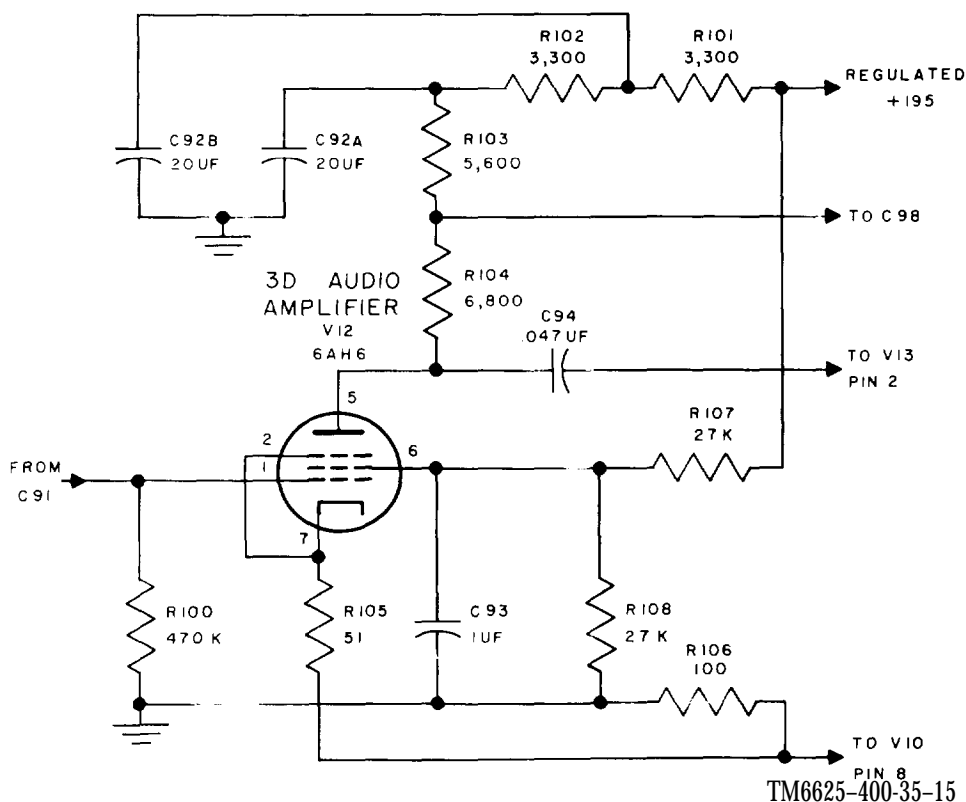 R102
3,300
R101
3,300
REGULATED
+195
C92B
20UF
C92A
20UF
R103
5,600
TO C98
3D AUDIO
AMPLIFIER
V12
6AH6
R104
6,800
C94
.047UF
TO V13
PIN 2
5
2
1
6
R107
27K
FROM
C91
7
R100
470K
R105
51
C93
1UF
R108
27K
R106
100
TO V10
PIN 8
TM6625-400-35-15